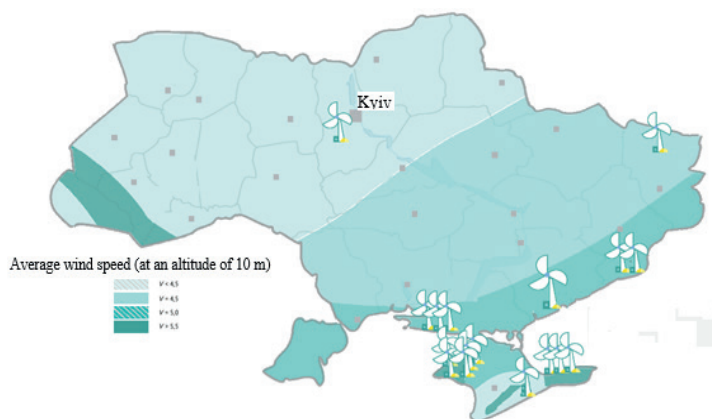 Kyiv
Average wind speed (at an altitude of 10 m)
V < 4,5
V = 4,5
V = 5,0
V > 5,5